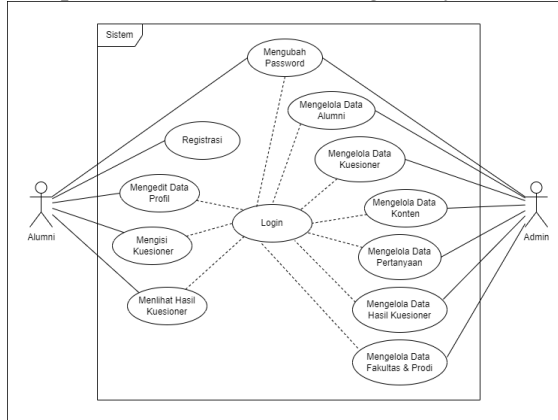 Sistem
Mengubah
Password
Mengelola Data
Alumni
Registrasi
Mengelola Data
Kuesioner
Mengedit Data
Profil
Mengelola Data
Konten
Login
Alumni
Admin
Mengisi
Kuesioner
Mengelola Data
Pertanyaan
Menlihat Hasil
Kuesioner
Mengelola Data
Hasil Kuesioner
Mengelola Data
Fakultas & Prodi